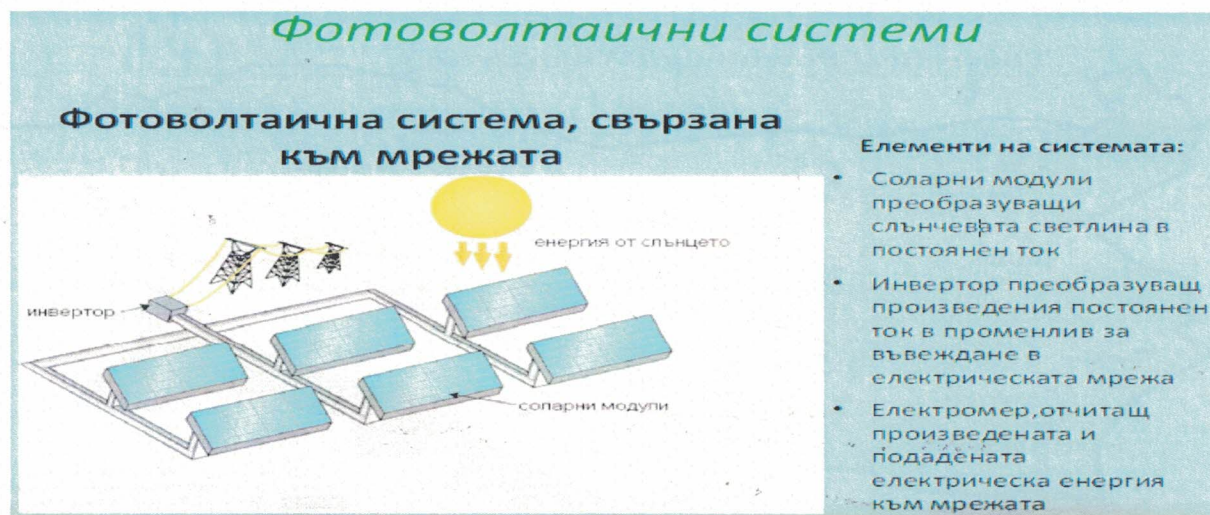 Фотоволтаични системи
Фотоволтаична система, свързана
към мрежата
енергия от слънцето
инвертор
соларни модули
Елементи на системата:
• Соларни модули
преобразуващи
слънчевата светлина в
постоянен ток
• Инвертор преобразуващ
произведения постоянен
ток в променлив за
въвеждане в
електрическата мрежа
• Електромер,отчитащ
произведената и
подадената
електрическа енергия
към мрежата